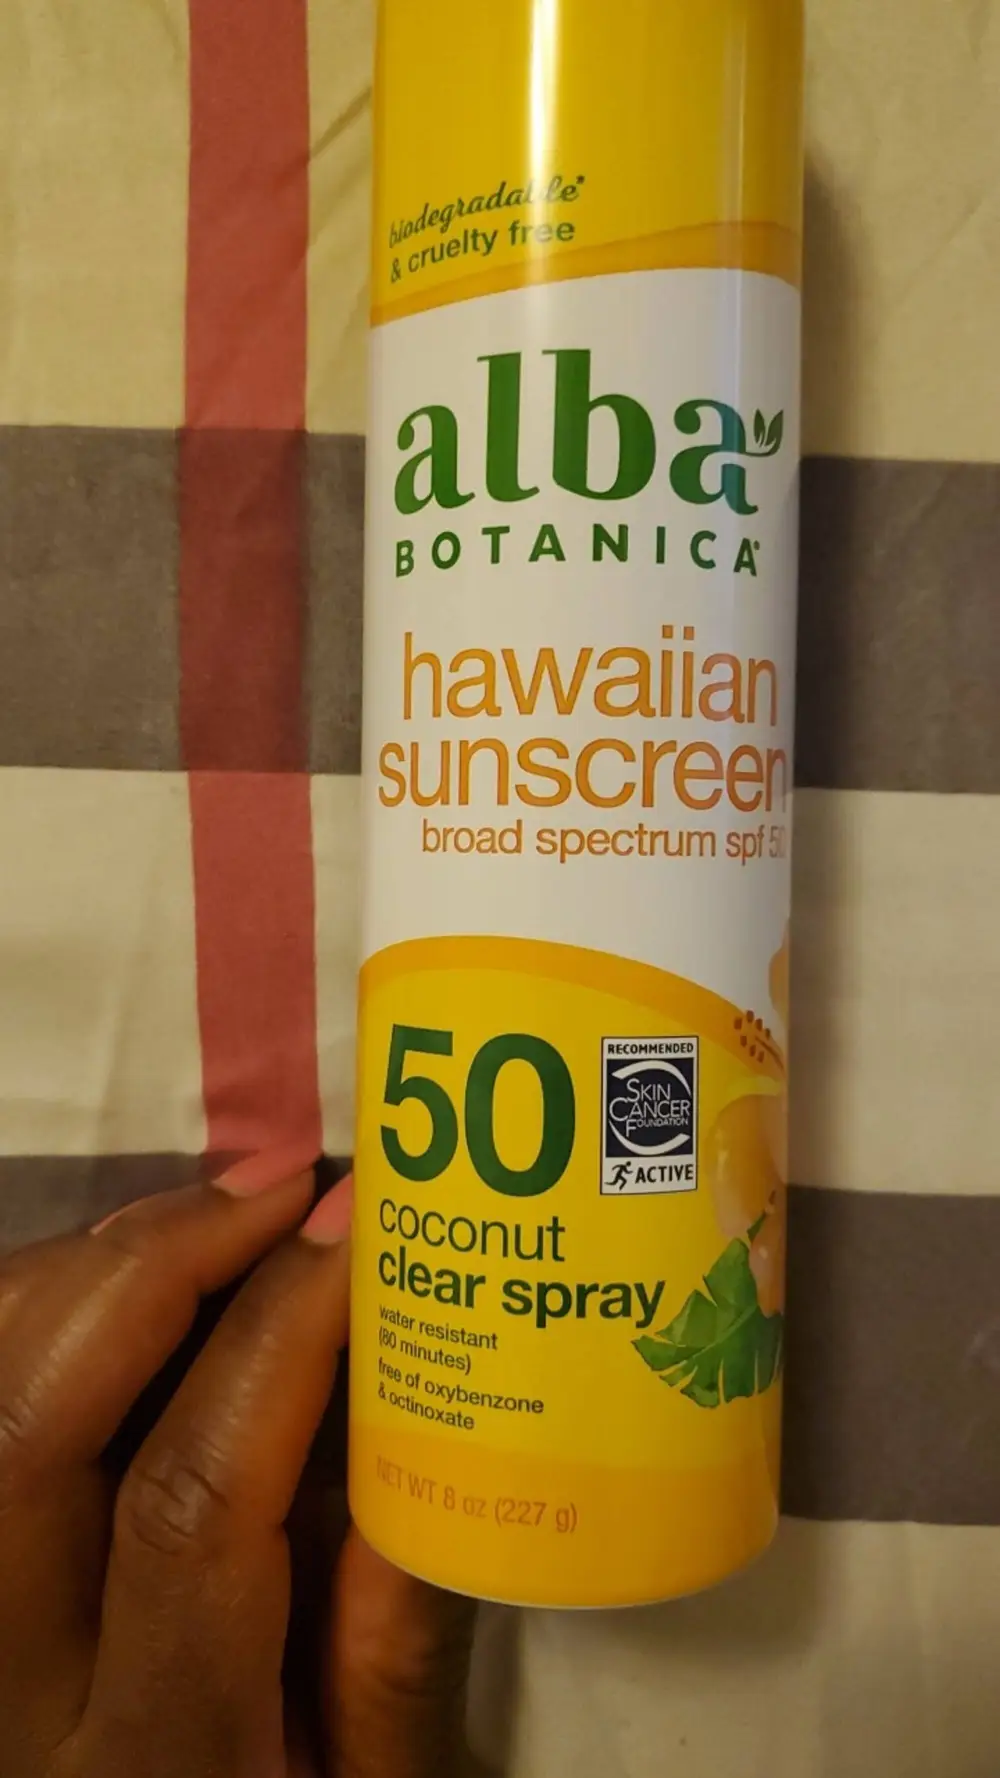 biodegradable*
& cruelty free
alba
BOTANICA®
hawaiian
sunscreen
broad spectrum spf 50
50
RECOMMENDED
SKIN
CANCER
FOUNDATION
ACTIVE
coconut
clear spray
water resistant
(80 minutes)
free of oxybenzone
& octinoxate
NET WT 8 oz (227 g)